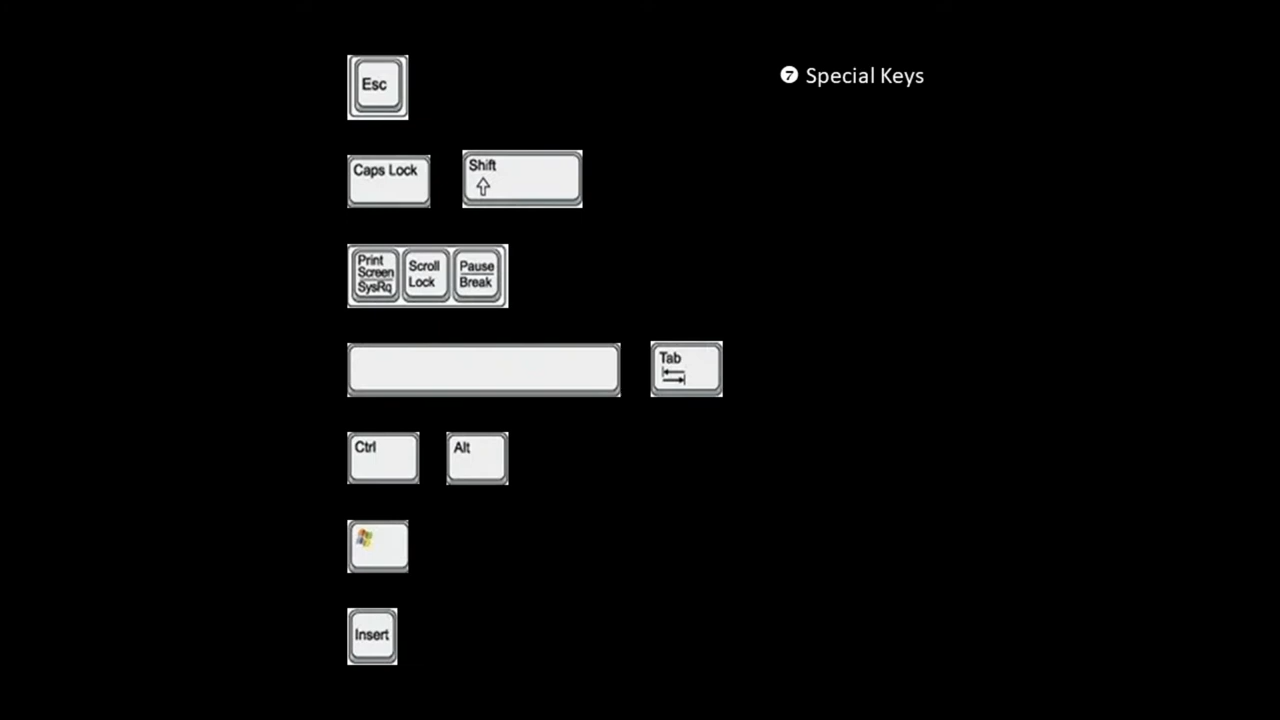 Esc
❼ Special Keys
Caps Lock
Shift
Print
Screen
SysRq
Scroll
Lock
Pause
Break
Tab
Ctrl
Alt
Insert